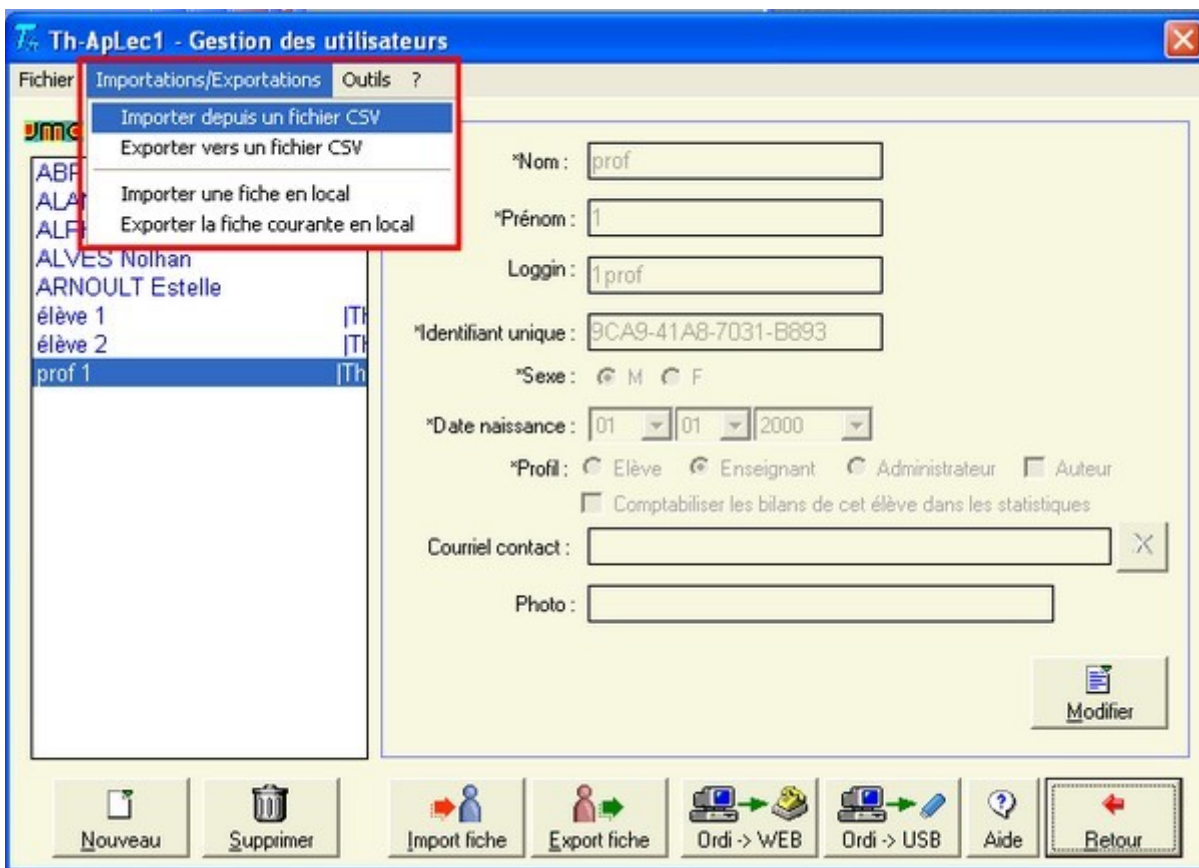 Th-ApLec1 - Gestion des utilisateurs
Fichier Importations/Exportations Outils ?
Importer depuis un fichier CSV
Exporter vers un fichier CSV
Importer une fiche en local
Exporter la fiche courante en local
ALVES Nolhan
ARNOULT Estelle
élève 1 |Th
élève 2 |Th
prof 1 |Th
*Nom : prof
*Prénom : 1
Loggin : 1prof
*Identifiant unique : 9CA9-41A8-7031-B893
*Sexe : M F
*Date naissance : 01 01 2000
*Profil : Elève Enseignant Administrateur Auteur
Comptabiliser les bilans de cet élève dans les statistiques
Courriel contact :
Photo :
Modifier
Nouveau Supprimer Import fiche Export fiche Ordi -> WEB Ordi -> USB Aide Retour